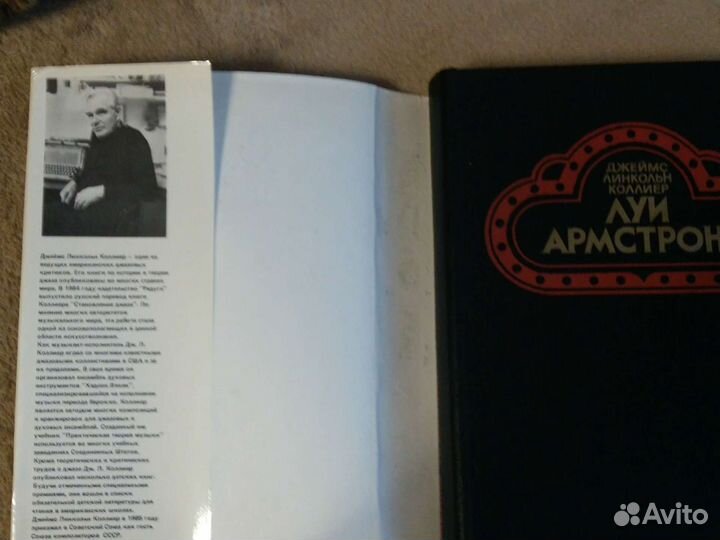 Джеймс Линкольн Коллиер – один из
ведущих американских джазовых
критиков. Его книги по истории и теории
джаза опубликованы во многих странах
мира. В 1984 году издательство "Радуга"
выпустило русский перевод книги
Коллиера "Становление джаза". По
мнению многих авторитетов
музыкального мира, эта работа стала
одной из основополагающих в данной
области искусствознания.
Как музыкант-исполнитель Дж. Л.
Коллиер играл со многими известными
джазовыми коллективами в США и за
их пределами. В свое время он
организовал ансамбль духовых
инструментов "Хадсон Вэлли",
специализировавшийся на исполнении
музыки периода барокко. Коллиер
является автором многих композиций
и аранжировок для джазовых и
духовых ансамблей. Созданный им
учебник "Практическая теория музыки"
используется во многих учебных
заведениях Соединенных Штатов.
Кроме теоретических и критических
трудов о джазе Дж. Л. Коллиер
опубликовал несколько детских книг.
Будучи отмеченными специальными
премиями, они вошли в списки
обязательной детской литературы для
чтения в американских школах.
Джеймс Линкольн Коллиер в 1985 году
приезжал в Советский Союз как гость
Союза композиторов СССР.
ДЖЕЙМС
ЛИНКОЛЬН
КОЛЛИЕР
ЛУИ
АРМСТРОН
Avito